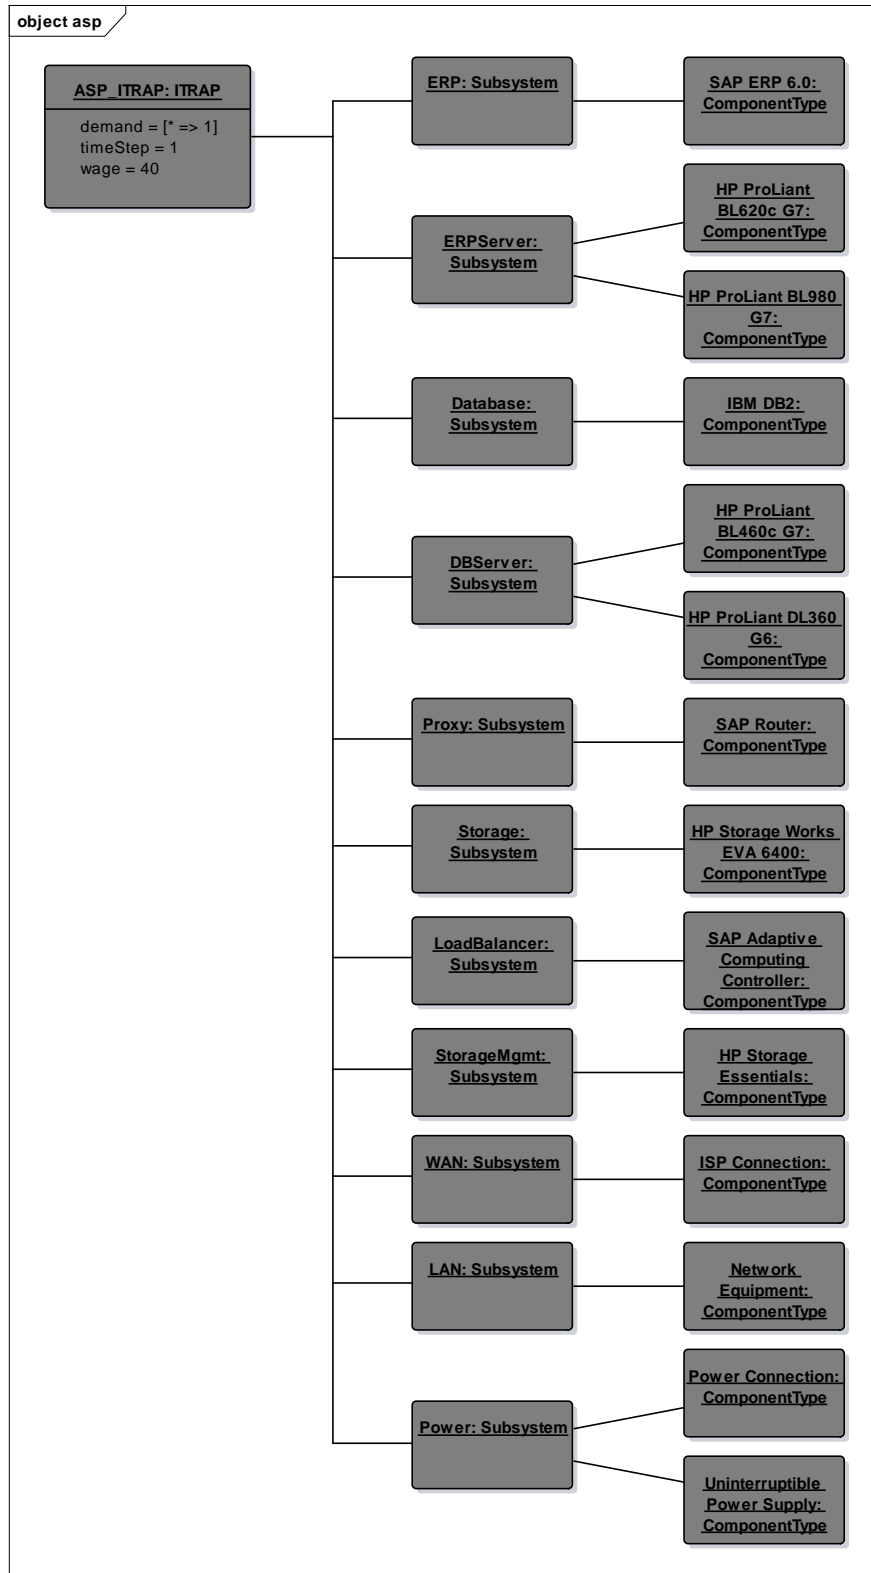 object asp
ASP_ITRAP: ITRAP
demand = [* => 1]
timeStep = 1
wage = 40
ERP: Subsystem
SAP ERP 6.0:
ComponentType
ERPServer:
Subsystem
HP ProLiant
BL620c G7:
ComponentType
HP ProLiant BL980
G7:
ComponentType
Database:
Subsystem
IBM DB2:
ComponentType
DBServer:
Subsystem
HP ProLiant
BL460c G7:
ComponentType
HP ProLiant DL360
G6:
ComponentType
Proxy: Subsystem
SAP Router:
ComponentType
Storage:
Subsystem
HP Storage Works
EVA 6400:
ComponentType
LoadBalancer:
Subsystem
SAP Adaptive
Computing
Controller:
ComponentType
StorageMgmt:
Subsystem
HP Storage
Essentials:
ComponentType
WAN: Subsystem
ISP Connection:
ComponentType
LAN: Subsystem
Network
Equipment:
ComponentType
Power: Subsystem
Power Connection:
ComponentType
Uninterruptible
Power Supply:
ComponentType